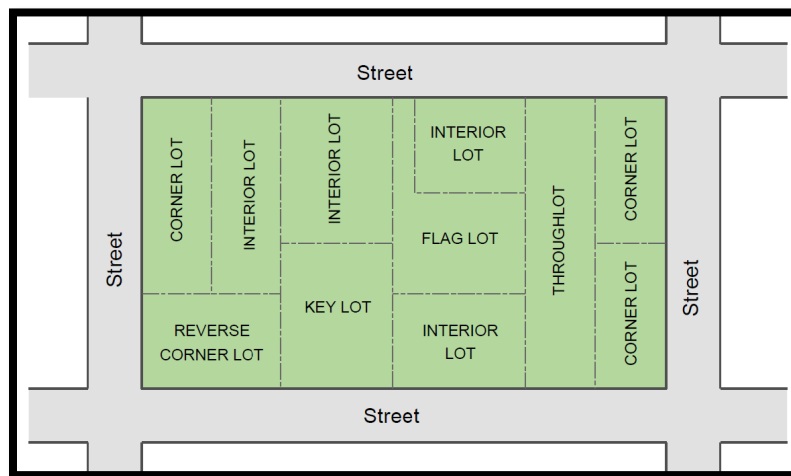 Street
CORNER LOT
INTERIOR LOT
INTERIOR LOT
INTERIOR
LOT
THROUGHLOT
CORNER LOT
Street
FLAG LOT
Street
KEY LOT
REVERSE
CORNER LOT
INTERIOR
LOT
CORNER LOT
Street